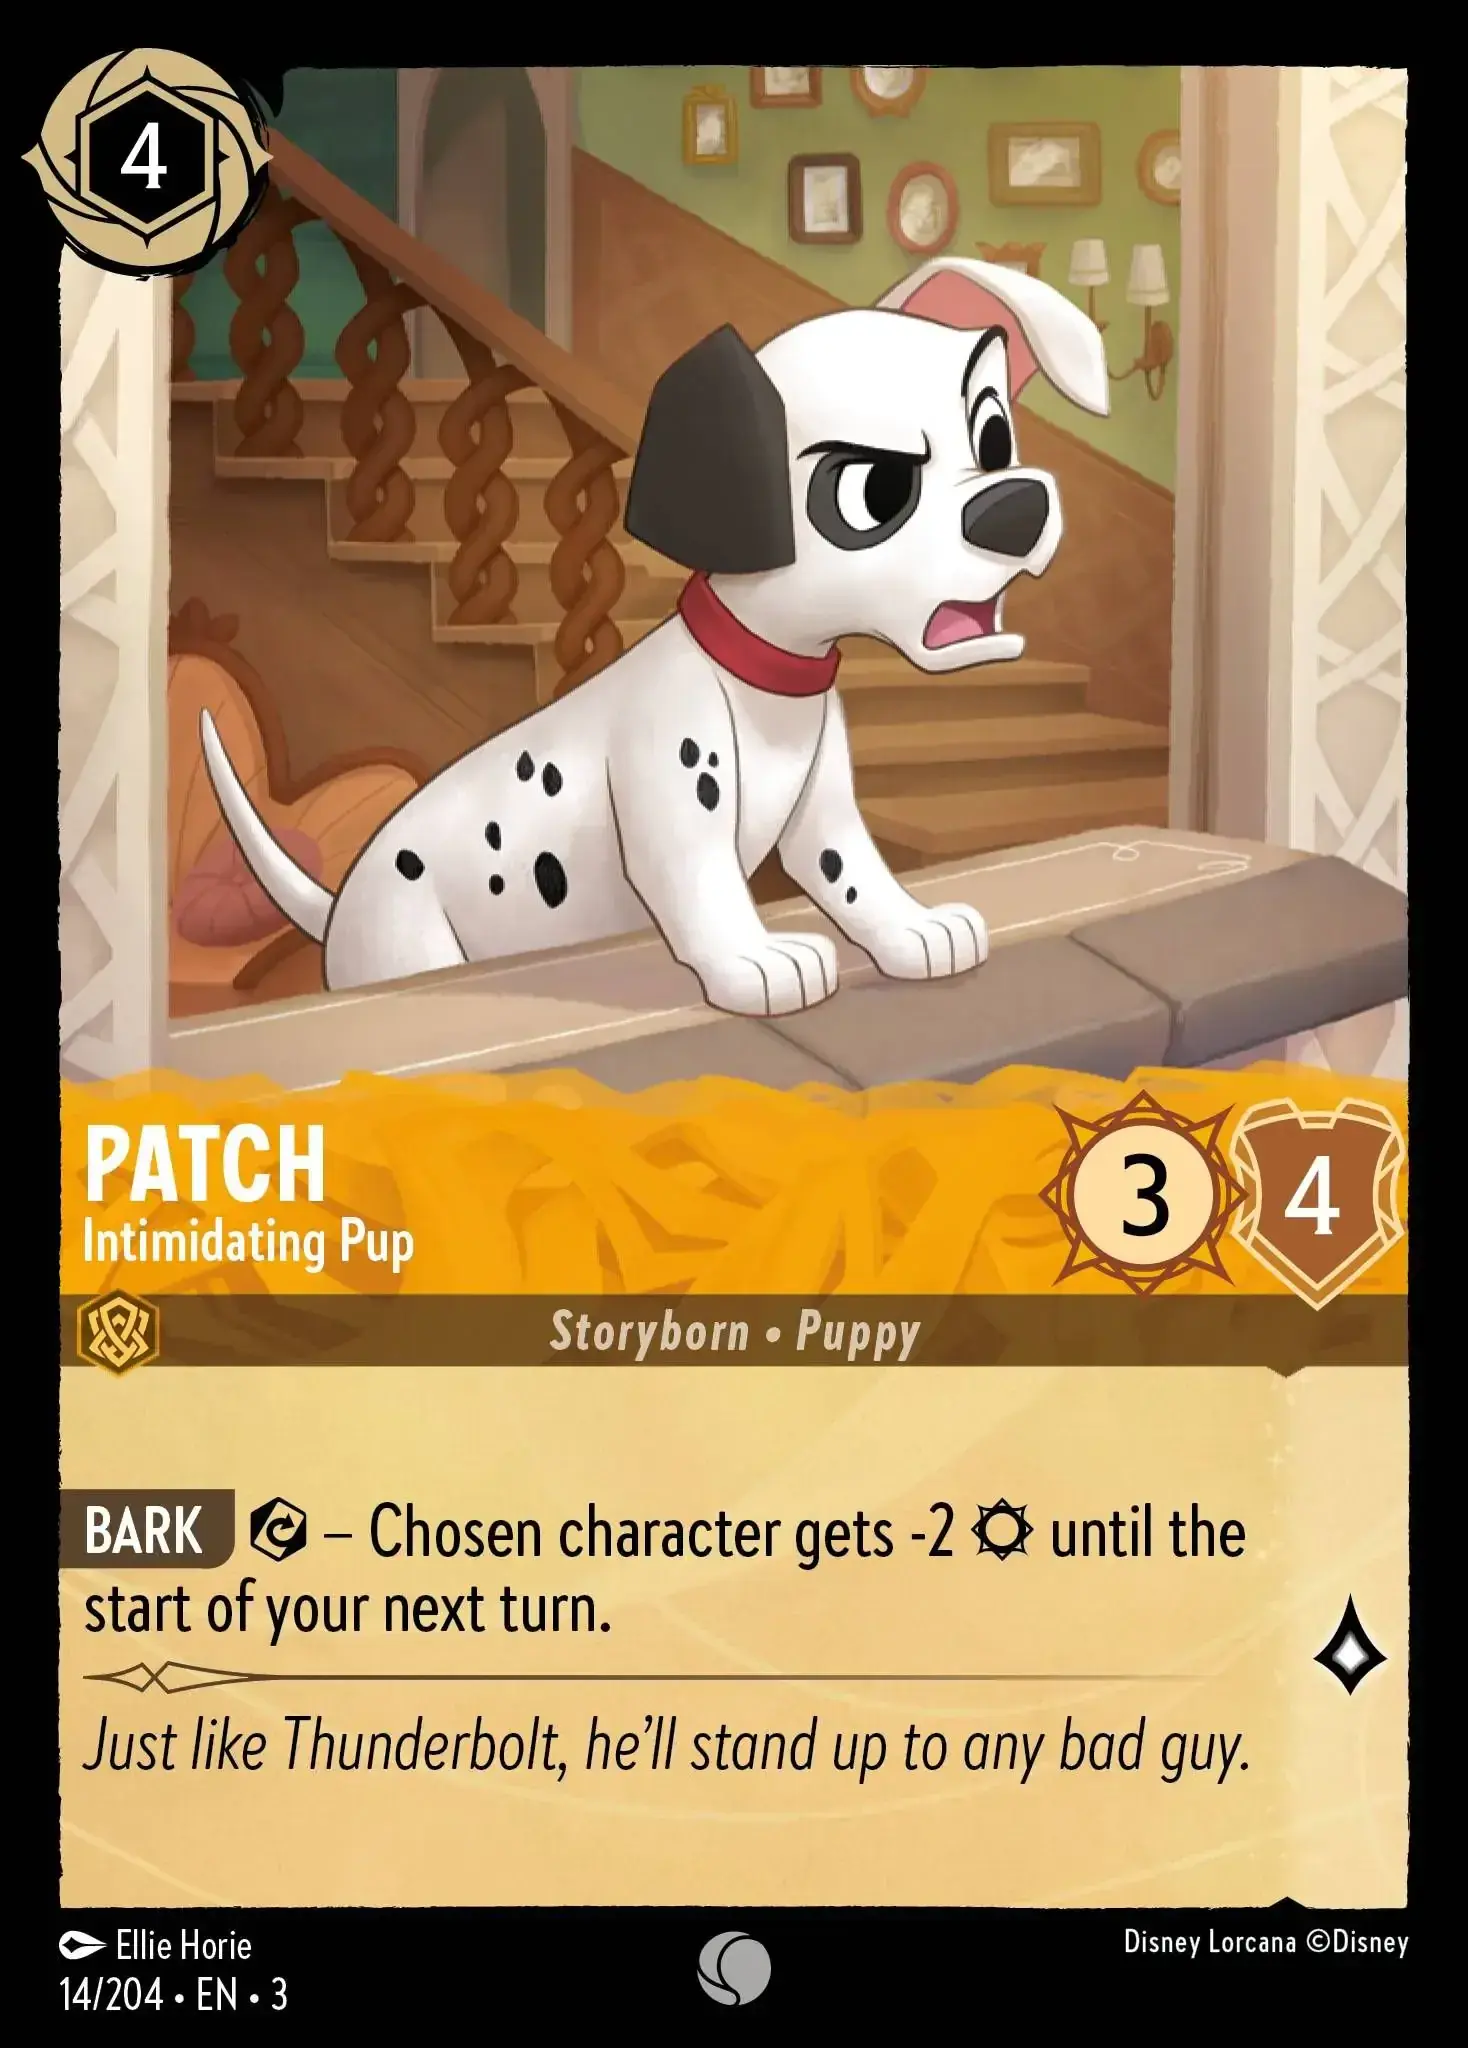 4
PATCH
Intimidating Pup
3
4
Storyborn • Puppy
BARK – Chosen character gets -2 until the
start of your next turn.
Just like Thunderbolt, he’ll stand up to any bad guy.
Ellie Horie
14/204 • EN • 3
Disney Lorcana ©Disney